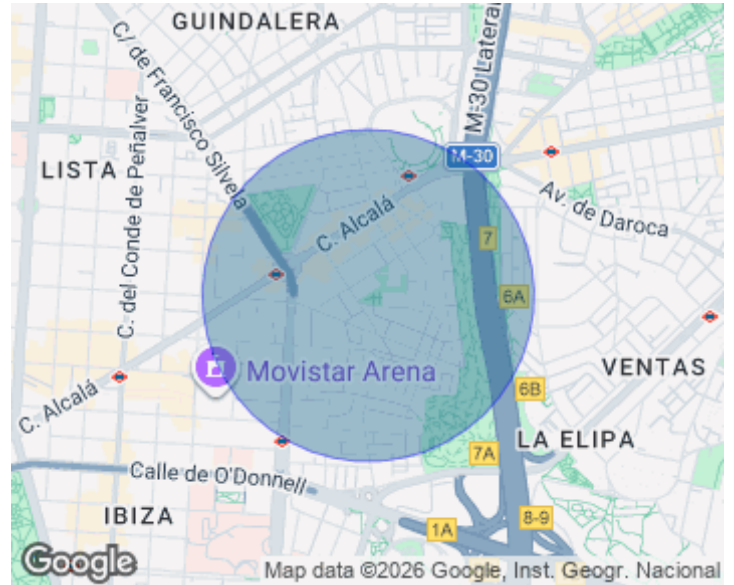 GUINDALERA
C/ de Francisco Silvela
M-30 Lateral
LISTA
M-30
C. del Conde de Peñalver
C. Alcalá
Av. de Daroca
7
6A
Movistar Arena
VENTAS
6B
C. Alcalá
LA ELIPA
7A
Calle de O'Donnell
IBIZA
1A
8-9
Google
Map data ©2026 Google, Inst. Geogr. Nacional